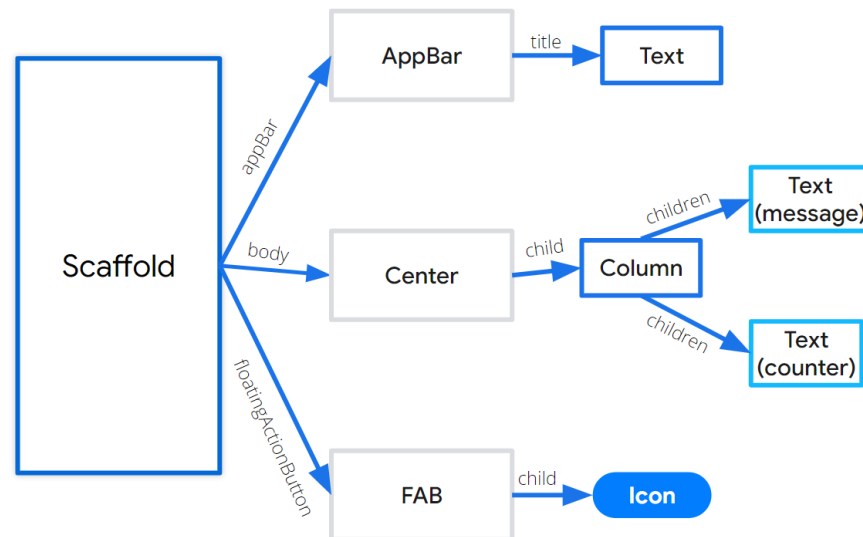 AppBar
title
Text
appBar
Scaffold
body
Center
child
Column
children
Text
(message)
children
Text
(counter)
floatingActionButton
FAB
child
Icon